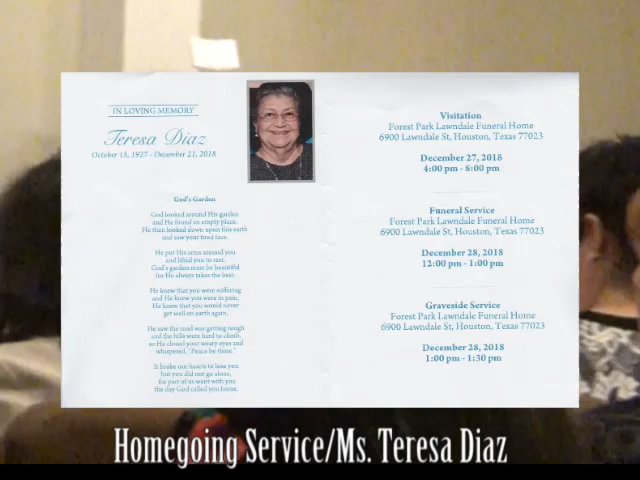 IN LOVING MEMORY
Teresa Diaz
October 15, 1927 - December 21, 2018
God's Garden
God looked around His garden
and He found an empty place.
He then looked down upon this earth
and saw your tired face.
He put His arms around you
and lifted you to rest.
God's garden must be beautiful
for He always takes the best.
He knew that you were suffering
and He knew you were in pain,
He knew that you would never
get well on earth again.
He saw the road was getting rough
and the hills were hard to climb,
so He closed your weary eyes and
whispered, "Peace be thine."
It broke our hearts to lose you
but you did not go alone,
for part of us went with you
the day God called you home.
Visitation
Forest Park Lawndale Funeral Home
6900 Lawndale St, Houston, Texas 77023
December 27, 2018
4:00 pm - 8:00 pm
Funeral Service
Forest Park Lawndale Funeral Home
6900 Lawndale St, Houston, Texas 77023
December 28, 2018
12:00 pm - 1:00 pm
Graveside Service
Forest Park Lawndale Funeral Home
6900 Lawndale St, Houston, Texas 77023
December 28, 2018
1:00 pm - 1:30 pm
Homegoing Service/Ms. Teresa Diaz